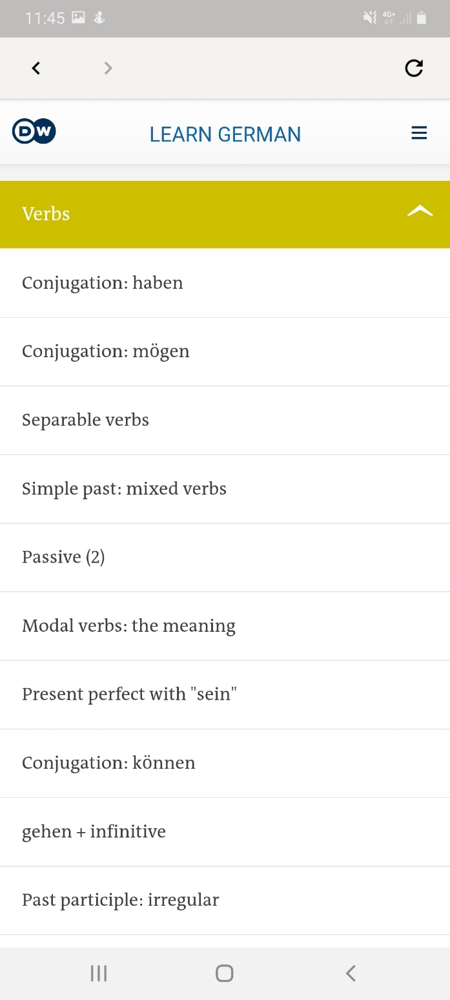 11:45
4G+
DW
LEARN GERMAN
Verbs
Conjugation: haben
Conjugation: mögen
Separable verbs
Simple past: mixed verbs
Passive (2)
Modal verbs: the meaning
Present perfect with "sein"
Conjugation: können
gehen + infinitive
Past participle: irregular